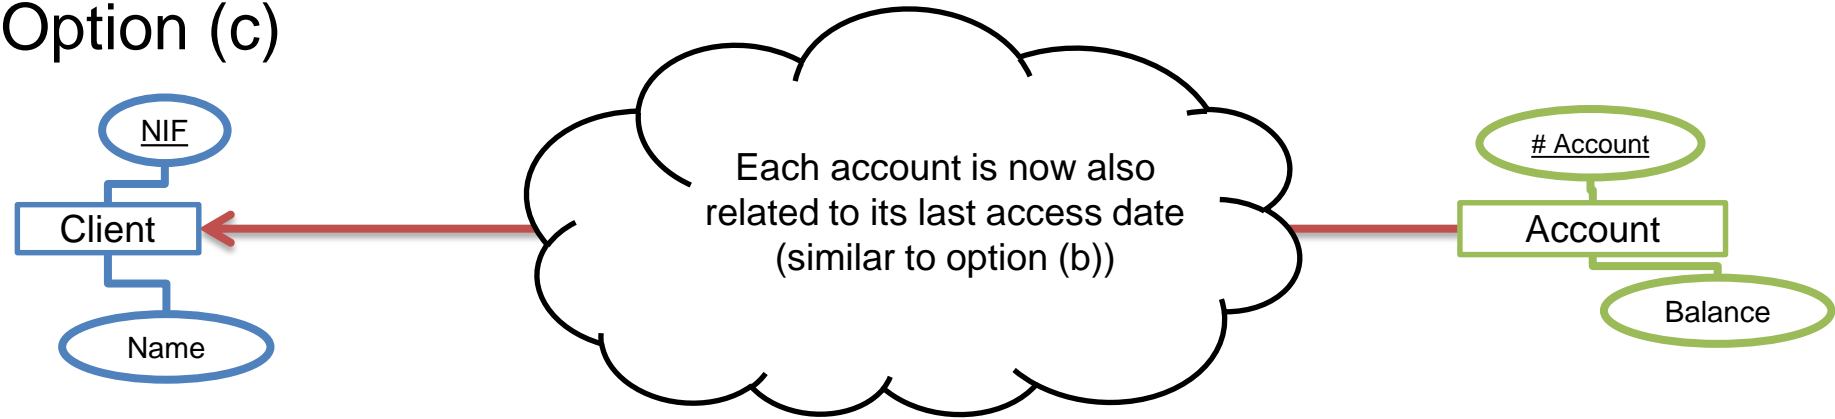 Option (c)
NIF
Client
Name
Each account is now also
related to its last access date
(similar to option (b))
# Account
Account
Balance